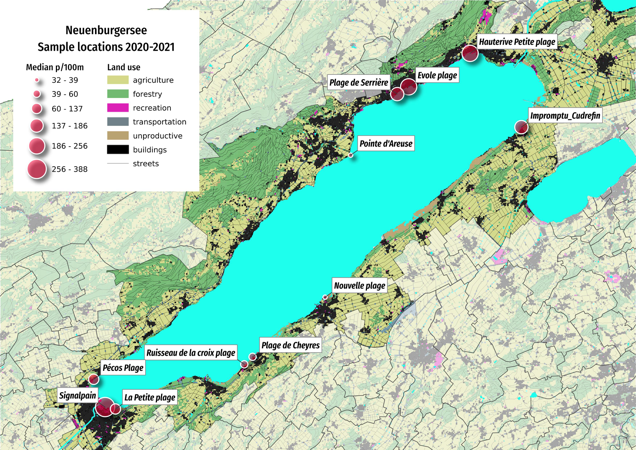 Neuenburgersee
Sample locations 2020-2021
Median p/100m
32 - 39
39 - 60
60 - 137
137 - 186
186 - 256
256 - 388
Land use
agriculture
forestry
recreation
transportation
unproductive
buildings
streets
Hauterive Petite plage
Evole plage
Plage de Serrière
Impromptu_Cudrefin
Pointe d'Areuse
Nouvelle plage
Plage de Cheyres
Ruisseau de la croix plage
Pécos Plage
Signalpain
La Petite plage